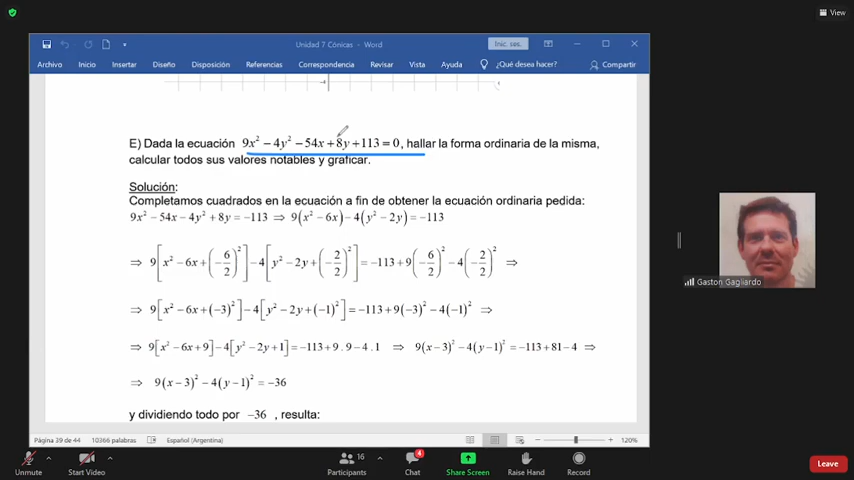 View
Unidad 7 Cónicas - Word
Inic. ses.
Archivo Inicio Insertar Diseño Disposición Referencias Correspondencia Revisar Vista Ayuda ¿Qué desea hacer? Compartir
E) Dada la ecuación 9x² − 4y² − 54x + 8y + 113 = 0, hallar la forma ordinaria de la misma,
calcular todos sus valores notables y graficar.
Solución:
Completamos cuadrados en la ecuación a fin de obtener la ecuación ordinaria pedida:
9x² − 54x − 4y² + 8y = −113 ⇒ 9(x² − 6x) − 4(y² − 2y) = −113
⇒ 9[x² − 6x + (−6/2)²] − 4[y² − 2y + (−2/2)²] = −113 + 9(−6/2)² − 4(−2/2)² ⇒
⇒ 9[x² − 6x + (−3)²] − 4[y² − 2y + (−1)²] = −113 + 9(−3)² − 4(−1)² ⇒
⇒ 9[x² − 6x + 9] − 4[y² − 2y + 1] = −113 + 9 . 9 − 4 . 1 ⇒ 9(x − 3)² − 4(y − 1)² = −113 + 81 − 4 ⇒
⇒ 9(x − 3)² − 4(y − 1)² = −36
y dividiendo todo por −36 , resulta:
Gaston Gagliardo
Página 39 de 44 10366 palabras Español (Argentina) 120%
16
4
Unmute Start Video Participants Chat Share Screen Raise Hand Record Leave